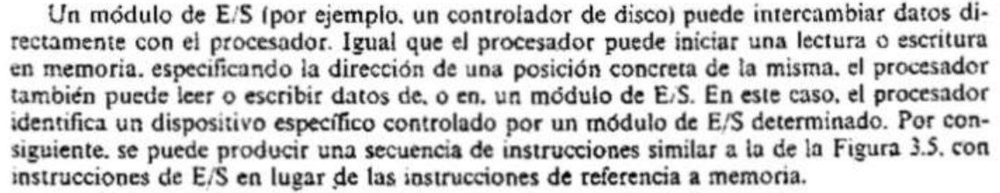 Un módulo de E/S (por ejemplo, un controlador de disco) puede intercambiar datos di-
rectamente con el procesador. Igual que el procesador puede iniciar una lectura o escritura
en memoria, especificando la dirección de una posición concreta de la misma, el procesador
también puede leer o escribir datos de, o en, un módulo de E/S. En este caso, el procesador
identifica un dispositivo específico controlado por un módulo de E/S determinado. Por con-
siguiente, se puede producir una secuencia de instrucciones similar a la de la Figura 3.5, con
instrucciones de E/S en lugar de las instrucciones de referencia a memoria.